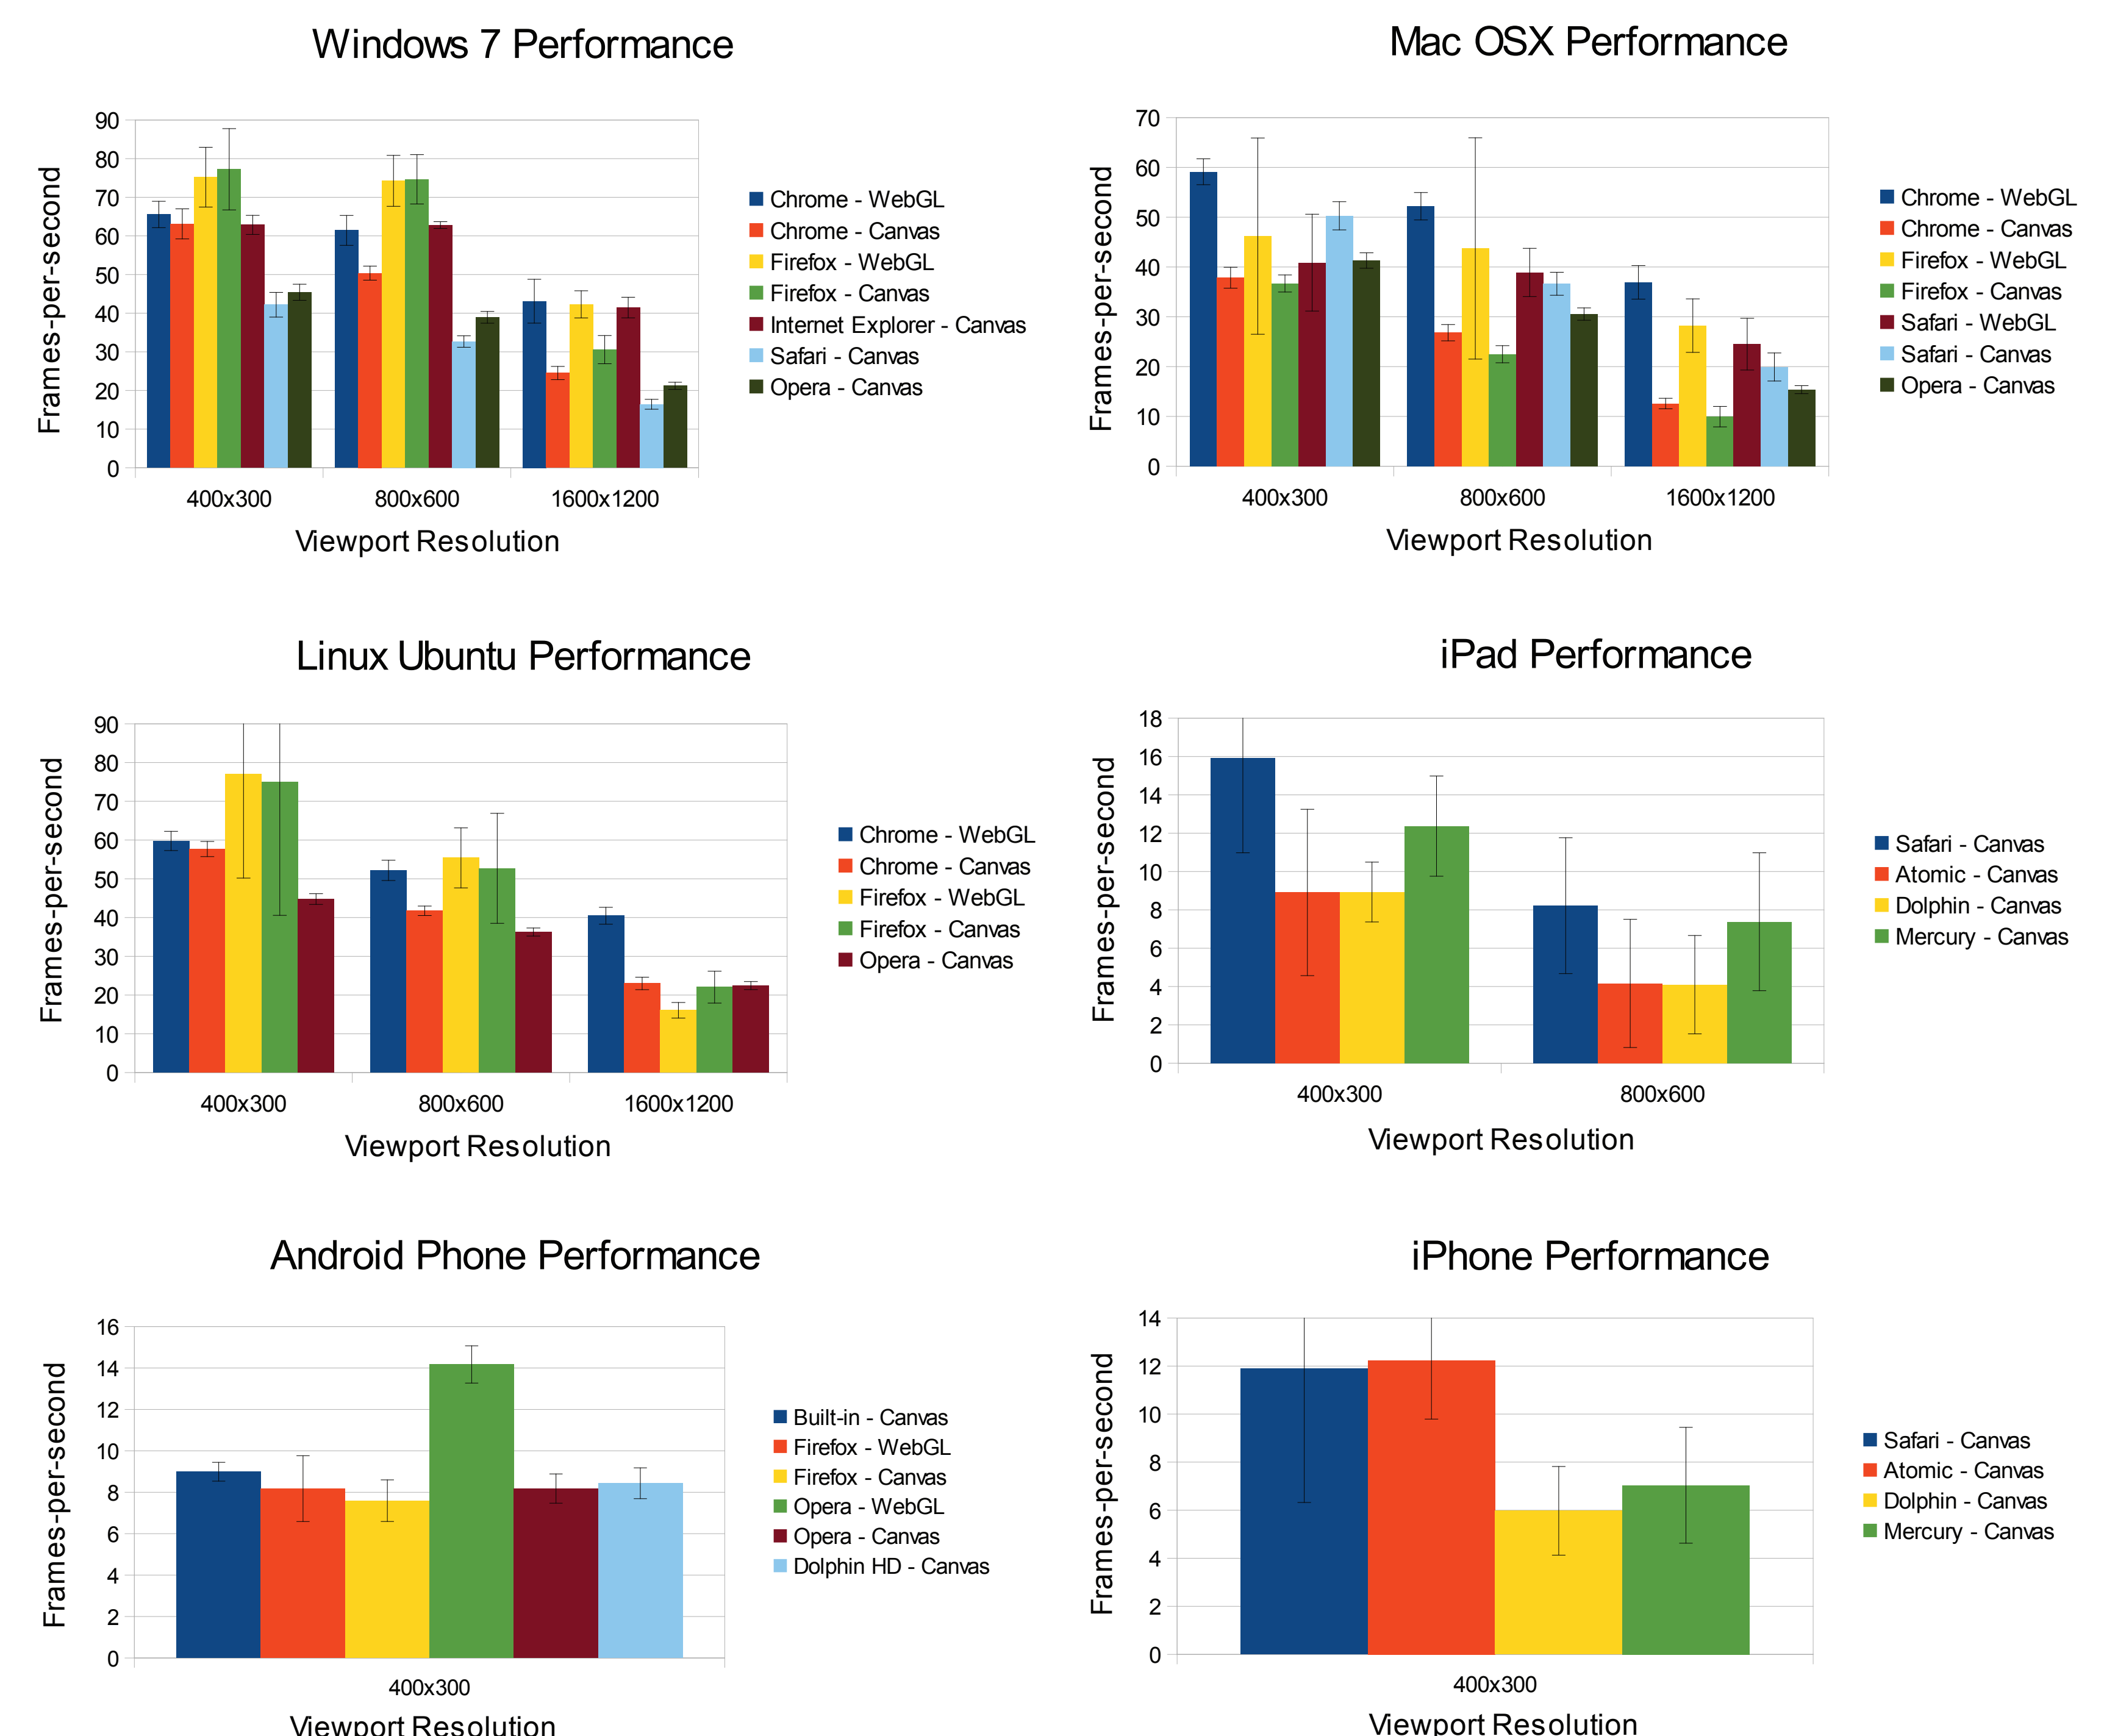 Windows 7 Performance
90
80
70
60
50
40
30
20
10
0
Frames-per-second
400x300
800x600
1600x1200
Viewport Resolution
Chrome - WebGL
Chrome - Canvas
Firefox - WebGL
Firefox - Canvas
Internet Explorer - Canvas
Safari - Canvas
Opera - Canvas
Mac OSX Performance
70
60
50
40
30
20
10
0
Frames-per-second
400x300
800x600
1600x1200
Viewport Resolution
Chrome - WebGL
Chrome - Canvas
Firefox - WebGL
Firefox - Canvas
Safari - WebGL
Safari - Canvas
Opera - Canvas
Linux Ubuntu Performance
90
80
70
60
50
40
30
20
10
0
Frames-per-second
400x300
800x600
1600x1200
Viewport Resolution
Chrome - WebGL
Chrome - Canvas
Firefox - WebGL
Firefox - Canvas
Opera - Canvas
iPad Performance
18
16
14
12
10
8
6
4
2
0
Frames-per-second
400x300
800x600
Viewport Resolution
Safari - Canvas
Atomic - Canvas
Dolphin - Canvas
Mercury - Canvas
Android Phone Performance
16
14
12
10
8
6
4
2
0
Frames-per-second
400x300
Viewport Resolution
Built-in - Canvas
Firefox - WebGL
Firefox - Canvas
Opera - WebGL
Opera - Canvas
Dolphin HD - Canvas
iPhone Performance
14
12
10
8
6
4
2
0
Frames-per-second
400x300
Viewport Resolution
Safari - Canvas
Atomic - Canvas
Dolphin - Canvas
Mercury - Canvas